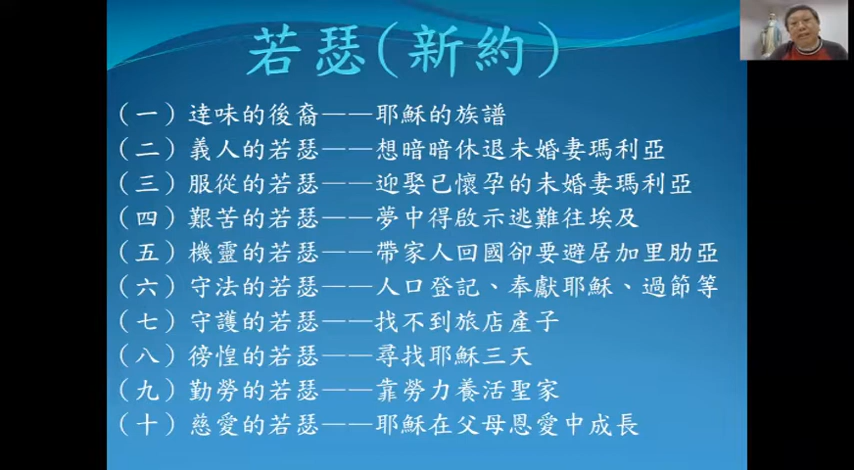 若瑟(新約)
(一)達味的後裔——耶穌的族譜
(二)義人的若瑟——想暗暗休退未婚妻瑪利亞
(三)服從的若瑟——迎娶已懷孕的未婚妻瑪利亞
(四)艱苦的若瑟——夢中得啟示逃難往埃及
(五)機靈的若瑟——帶家人回國卻要避居加里肋亞
(六)守法的若瑟——人口登記、奉獻耶穌、過節等
(七)守護的若瑟——找不到旅店產子
(八)徬惶的若瑟——尋找耶穌三天
(九)勤勞的若瑟——靠勞力養活聖家
(十)慈愛的若瑟——耶穌在父母恩愛中成長